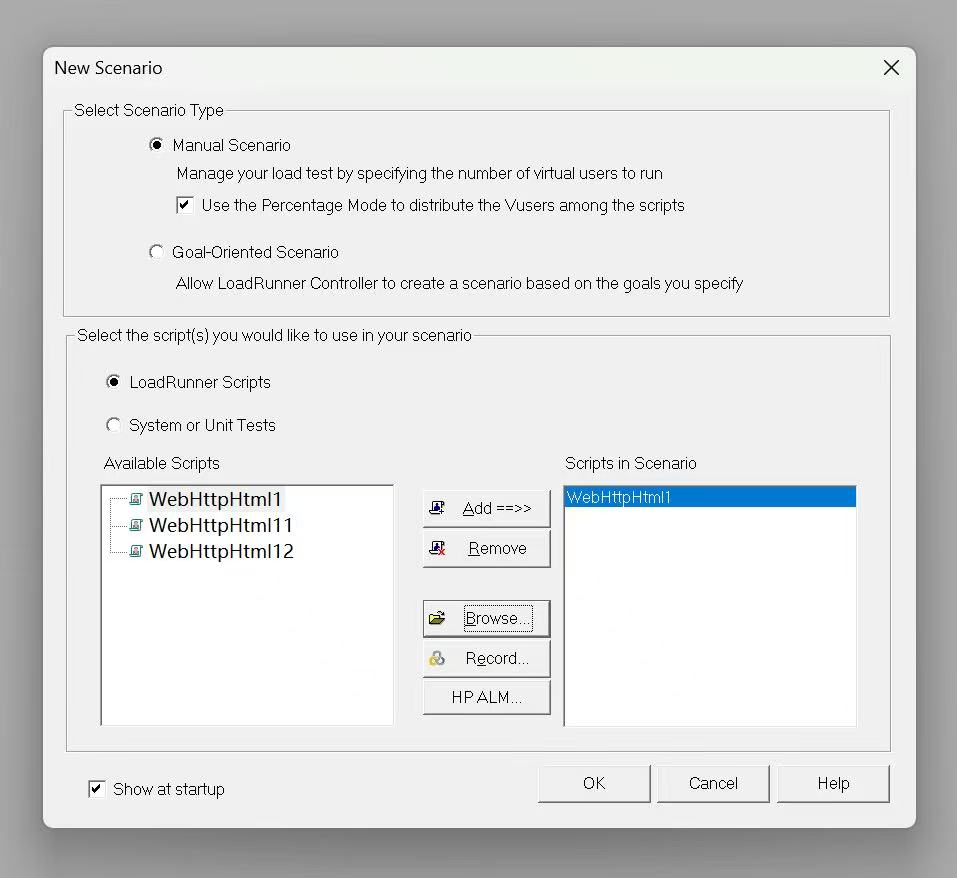 New Scenario
Select Scenario Type
Manual Scenario
Manage your load test by specifying the number of virtual users to run
Use the Percentage Mode to distribute the Vusers among the scripts
Goal-Oriented Scenario
Allow LoadRunner Controller to create a scenario based on the goals you specify
Select the script(s) you would like to use in your scenario
LoadRunner Scripts
System or Unit Tests
Available Scripts
WebHttpHtml1
WebHttpHtml11
WebHttpHtml12
Add ==>>
Remove
Browse...
Record...
HP ALM...
Scripts in Scenario
WebHttpHtml1
Show at startup
OK
Cancel
Help